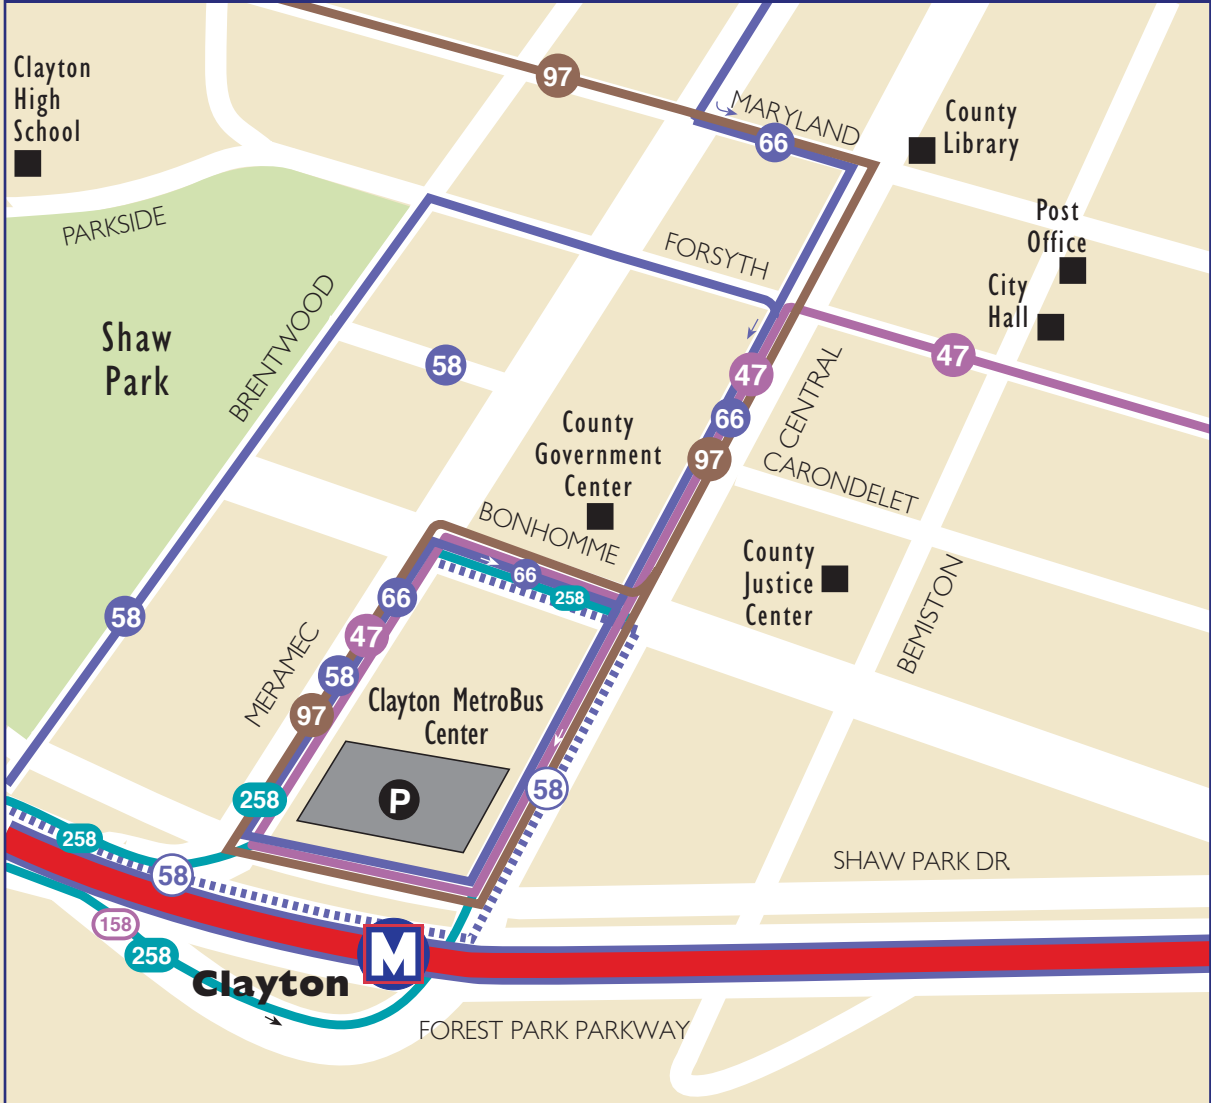 97
Clayton
High
School
MARYLAND
66
County
Library
PARKSIDE
Post
Office
FORSYTH
City
Hall
BRENTWOOD
Shaw
Park
58
47
47
CENTRAL
66
County
Government
Center
97
CARONDELET
BONHOMME
County
Justice
Center
66
258
66
58
47
BEMISTON
MERAMEC
58
97
Clayton MetroBus
Center
P
258
58
258
58
SHAW PARK DR
158
258
M
Clayton
FOREST PARK PARKWAY